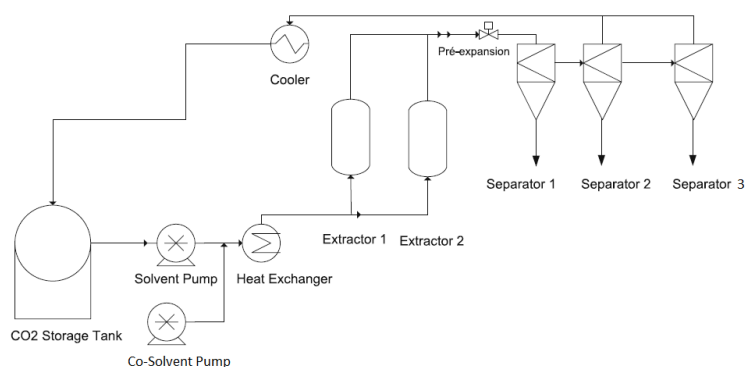 Pré-expansion
Cooler
Separator 1
Separator 2
Separator 3
Extractor 1
Extractor 2
Solvent Pump
Heat Exchanger
CO2 Storage Tank
Co-Solvent Pump